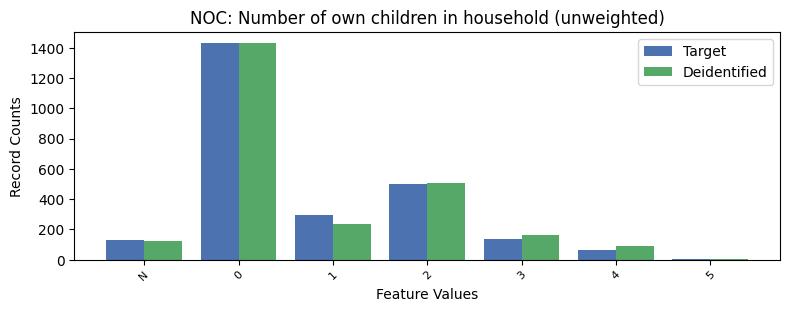 NOC: Number of own children in household (unweighted)
Target
Deidentified
Record Counts
1400
1200
1000
800
600
400
200
0
N 0 1 2 3 4 5
Feature Values